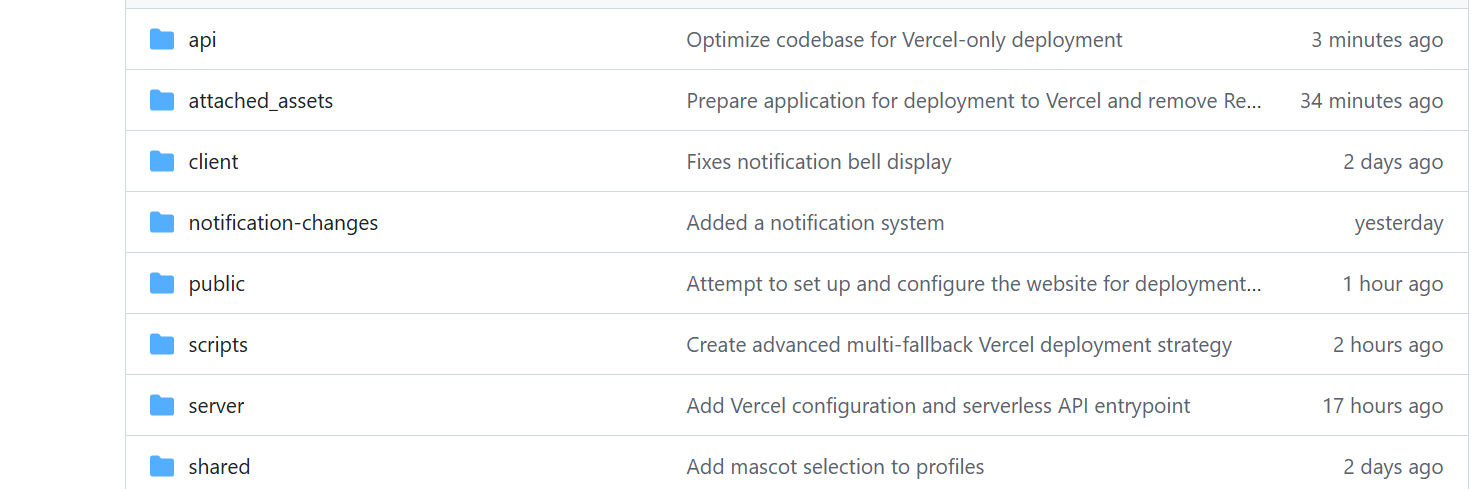 api Optimize codebase for Vercel-only deployment 3 minutes ago
attached_assets Prepare application for deployment to Vercel and remove Re... 34 minutes ago
client Fixes notification bell display 2 days ago
notification-changes Added a notification system yesterday
public Attempt to set up and configure the website for deployment... 1 hour ago
scripts Create advanced multi-fallback Vercel deployment strategy 2 hours ago
server Add Vercel configuration and serverless API entrypoint 17 hours ago
shared Add mascot selection to profiles 2 days ago